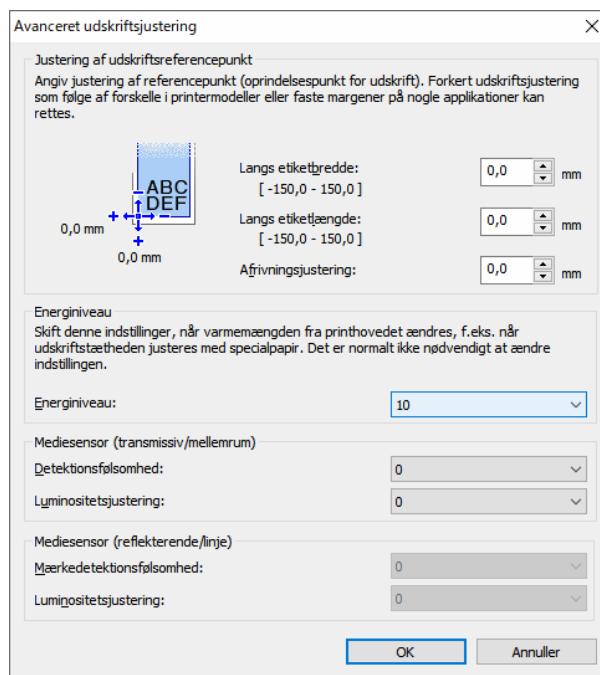 Avanceret udskriftsjustering
Justering af udskriftsreferencepunkt
Angiv justering af referencepunkt (oprindelsespunkt for udskrift). Forkert udskriftsjustering
som følge af forskelle i printermodeller eller faste margener på nogle applikationer kan
rettes.
ABC
DEF
0,0 mm
0,0 mm
Langs etiketbredde:
[ -150,0 - 150,0 ]
0,0
mm
Langs etiketlængde:
[ -150,0 - 150,0 ]
0,0
mm
Afrivningsjustering:
0,0
mm
Energiniveau
Skift denne indstillinger, når varmemængden fra printhovedet ændres, f.eks. når
udskriftstætheden justeres med specialpapir. Det er normalt ikke nødvendigt at ændre
indstillingen.
Energiniveau:
10
Mediesensor (transmissiv/mellemrum)
Detektionsfølsomhed:
0
Luminositetsjustering:
0
Mediesensor (reflekterende/linje)
Mærkedetektionsfølsomhed:
0
Luminositetsjustering:
0
OK
Annuller